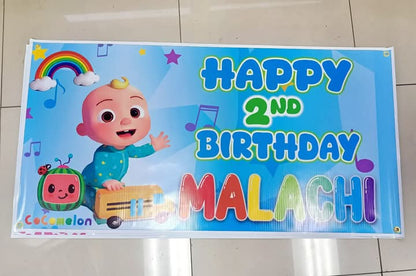 HAPPY
2ND
BIRTHDAY
MALACHI
CoComelon